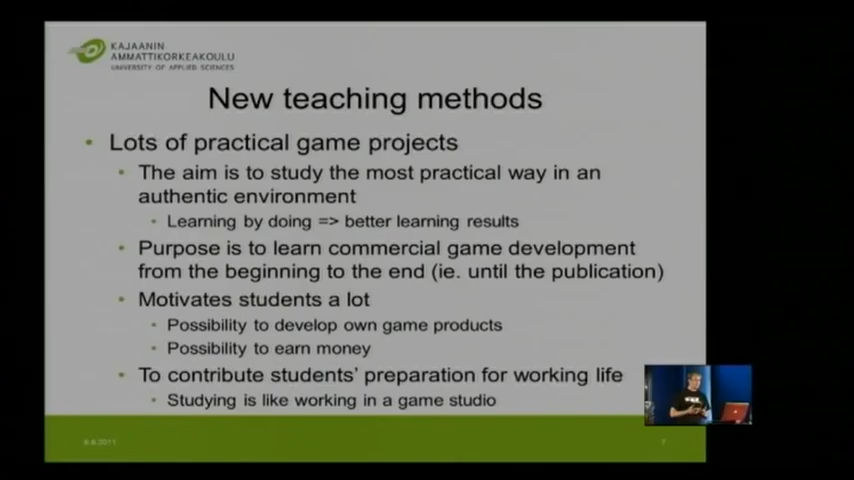 KAJAANIN
AMMATTIKORKEAKOULU
UNIVERSITY OF APPLIED SCIENCES
New teaching methods
• Lots of practical game projects
• The aim is to study the most practical way in an
authentic environment
• Learning by doing => better learning results
• Purpose is to learn commercial game development
from the beginning to the end (ie. until the publication)
• Motivates students a lot
• Possibility to develop own game products
• Possibility to earn money
• To contribute students' preparation for working life
• Studying is like working in a game studio
7